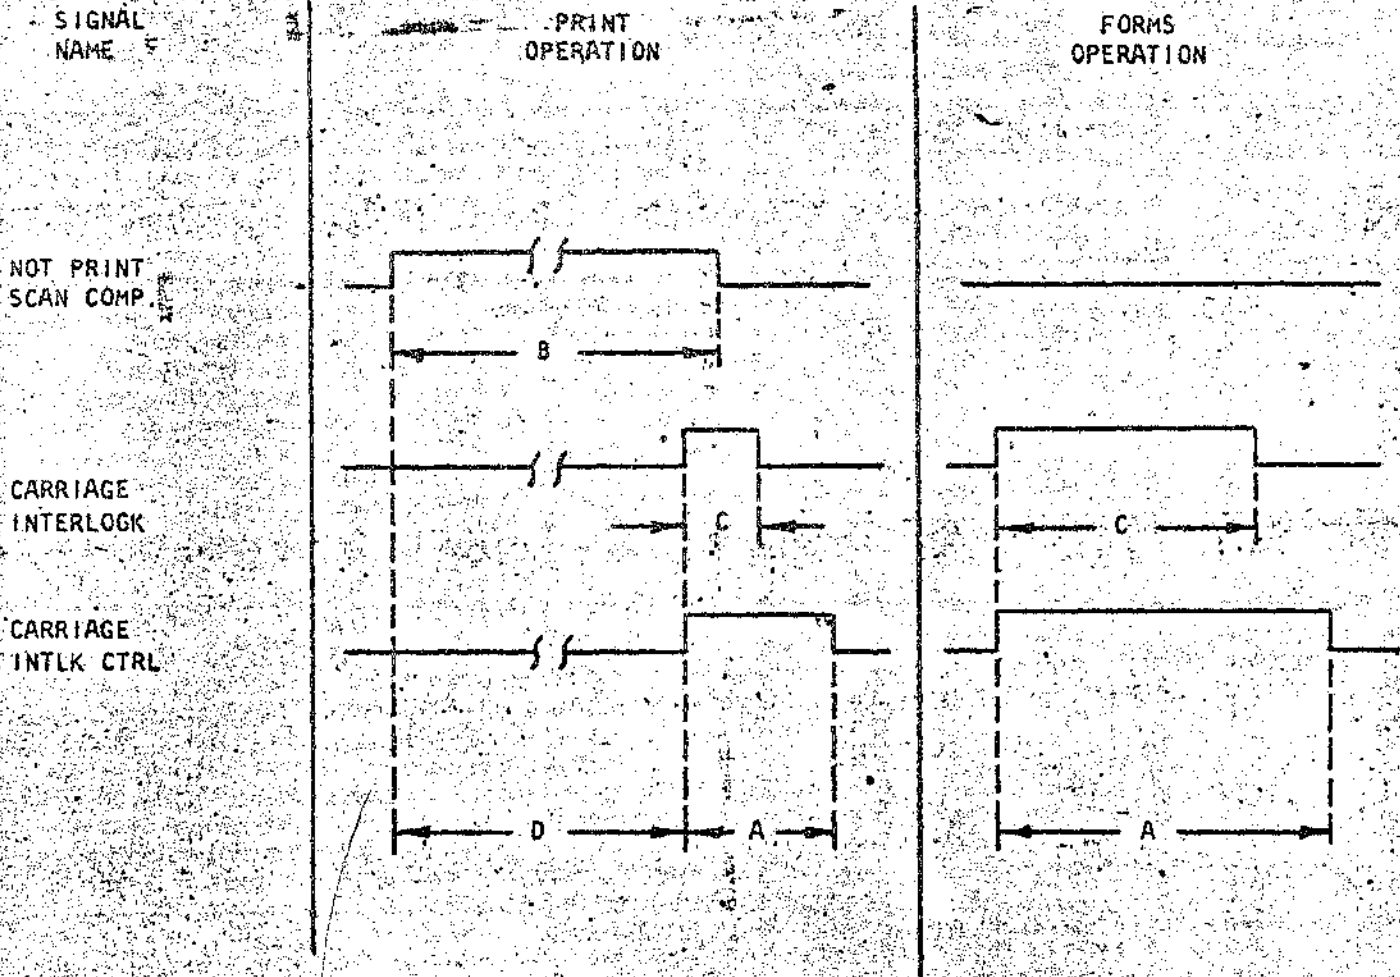 SIGNAL
NAME
PRINT
OPERATION
FORMS
OPERATION
NOT PRINT
SCAN COMP.
B
CARRIAGE
INTERLOCK
C
C
CARRIAGE
INTLK CTRL
D
A
A